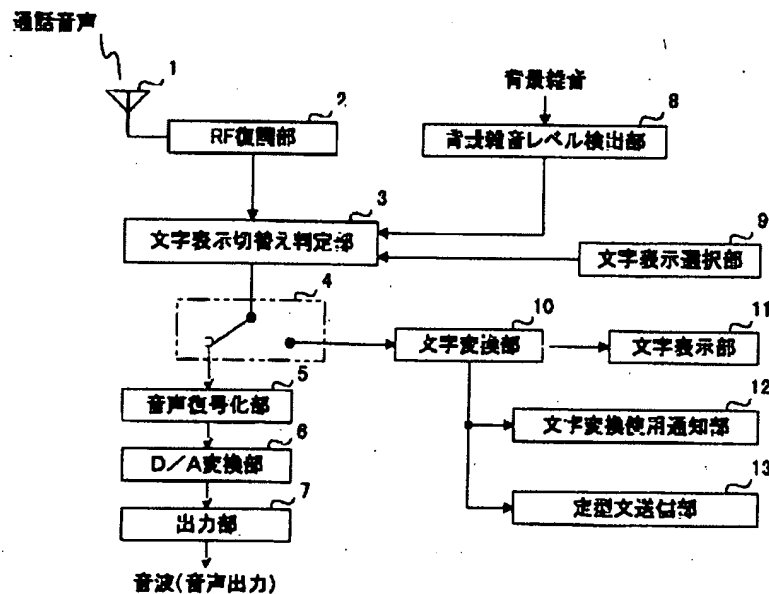 通話音声
1
背景雑音
2
8
RF復調部
背景雑音レベル検出部
3
文字表示切替え判定部
9
文字表示選択部
4
10
11
文字変換部
文字表示部
5
音声復号化部
12
文字変換使用通知部
6
D/A変換部
13
定型文送信部
7
出力部
音波(音声出力)